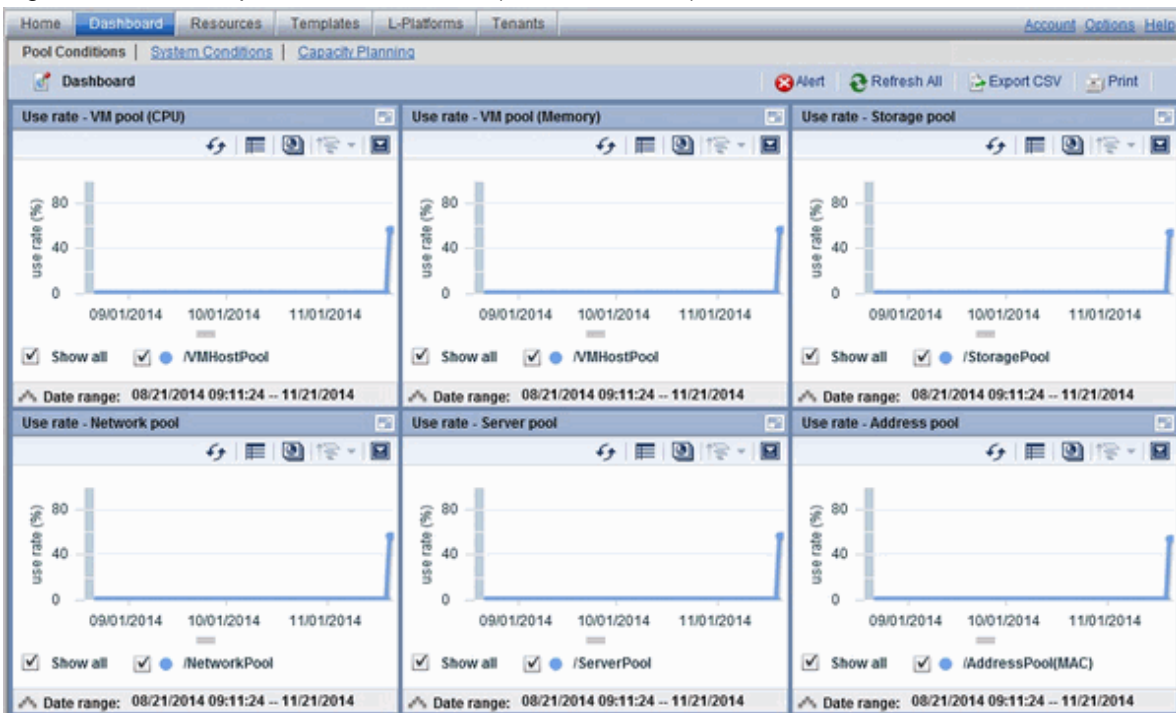 Home Dashboard Resources Templates L-Platforms Tenants Account Options Help
Pool Conditions | System Conditions | Capacity Planning
Dashboard Alert Refresh All Export CSV Print
Use rate - VM pool (CPU)
use rate (%)
80
40
0
09/01/2014 10/01/2014 11/01/2014
Show all /VMHostPool
Date range: 08/21/2014 09:11:24 -- 11/21/2014
Use rate - VM pool (Memory)
use rate (%)
80
40
0
09/01/2014 10/01/2014 11/01/2014
Show all /VMHostPool
Date range: 08/21/2014 09:11:24 -- 11/21/2014
Use rate - Storage pool
use rate (%)
80
40
0
09/01/2014 10/01/2014 11/01/2014
Show all /StoragePool
Date range: 08/21/2014 09:11:24 -- 11/21/2014
Use rate - Network pool
use rate (%)
80
40
0
09/01/2014 10/01/2014 11/01/2014
Show all /NetworkPool
Date range: 08/21/2014 09:11:24 -- 11/21/2014
Use rate - Server pool
use rate (%)
80
40
0
09/01/2014 10/01/2014 11/01/2014
Show all /ServerPool
Date range: 08/21/2014 09:11:24 -- 11/21/2014
Use rate - Address pool
use rate (%)
80
40
0
09/01/2014 10/01/2014 11/01/2014
Show all /AddressPool(MAC)
Date range: 08/21/2014 09:11:24 -- 11/21/2014